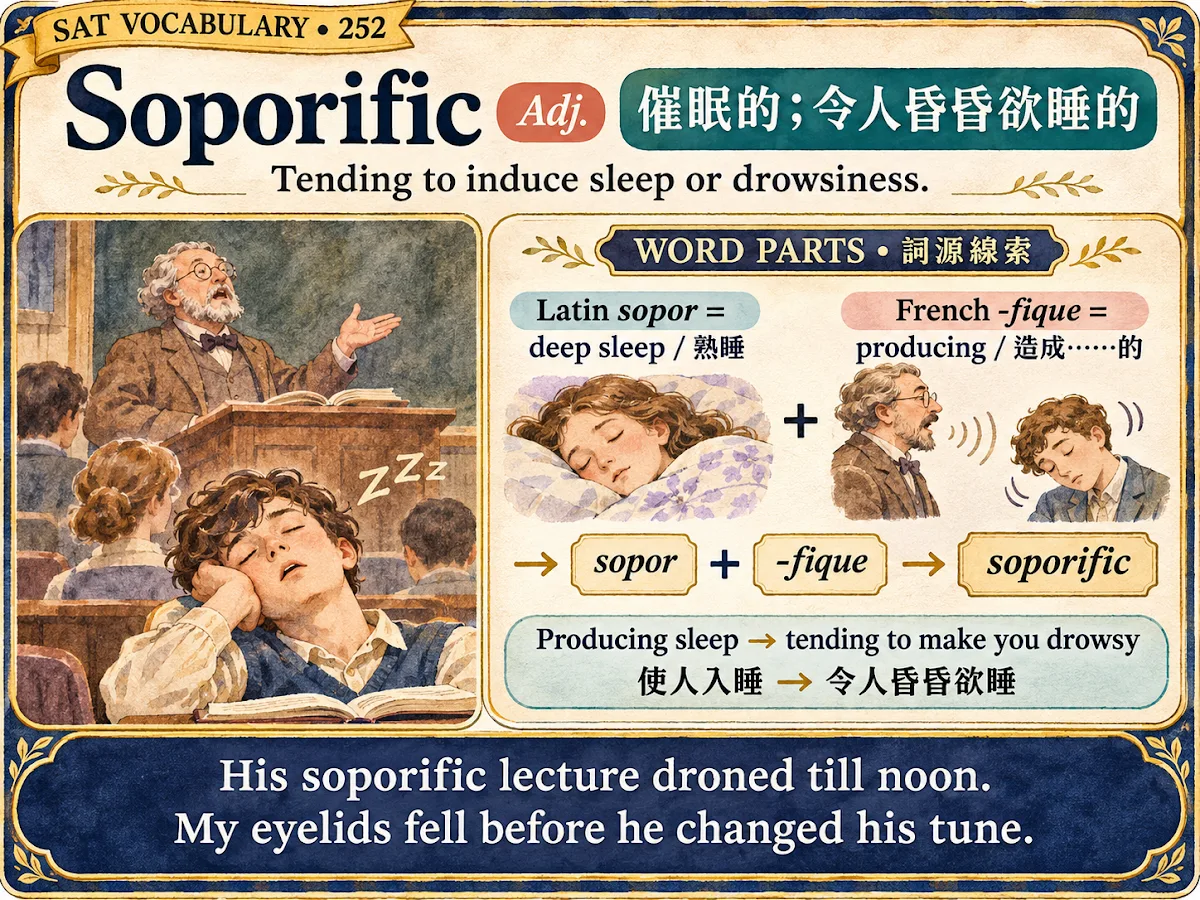 SAT VOCABULARY • 252
Soporific
Adj.
催眠的；令人昏昏欲睡的
Tending to induce sleep or drowsiness.
WORD PARTS • 詞源線索
Latin sopor =
deep sleep / 熟睡
French -fique =
producing / 造成……的
+
zzz
→ sopor + -fique → soporific
Producing sleep → tending to make you drowsy
使人入睡 → 令人昏昏欲睡
His soporific lecture droned till noon.
My eyelids fell before he changed his tune.